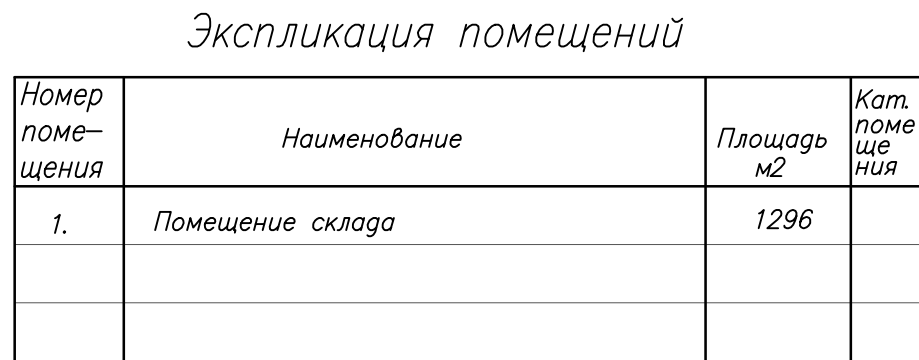 Экспликация помещений
Номер
поме-
щения
Наименование
Площадь
м2
Кат.
поме
ще
ния
1. Помещение склада 1296